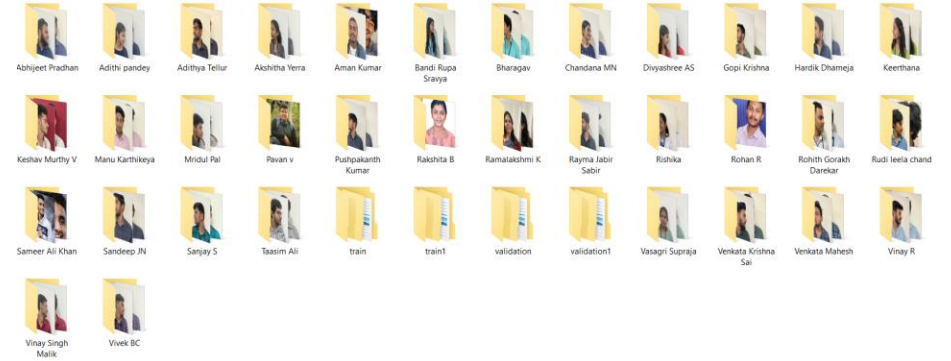 Abhijeet Pradhan
Adithi pandey
Adithya Tellur
Akshitha Yerra
Aman Kumar
Bandi Rupa
Sravya
Bharagav
Chandana MN
Divyashree AS
Gopi Krishna
Hardik Dhameja
Keerthana
Keshav Murthy V
Manu Karthikeya
Mridul Pal
Pavan v
Pushpakanth
Kumar
Rakshita B
Ramalakshmi K
Rayma Jabir
Sabir
Rishika
Rohan R
Rohith Gorakh
Darekar
Rudi leela chand
Sameer Ali Khan
Sandeep JN
Sanjay S
Taasim Ali
train
train1
validation
validation1
Vasagri Supraja
Venkata Krishna
Sai
Venkata Mahesh
Vinay R
Vinay Singh
Malik
Vivek BC